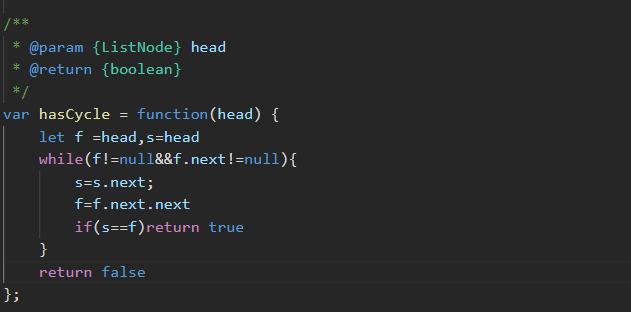 /**
 * @param {ListNode} head
 * @return {boolean}
 */
var hasCycle = function(head) {
    let f =head,s=head
    while(f!=null&&f.next!=null){
        s=s.next;
        f=f.next.next
        if(s==f)return true
    }
    return false
};